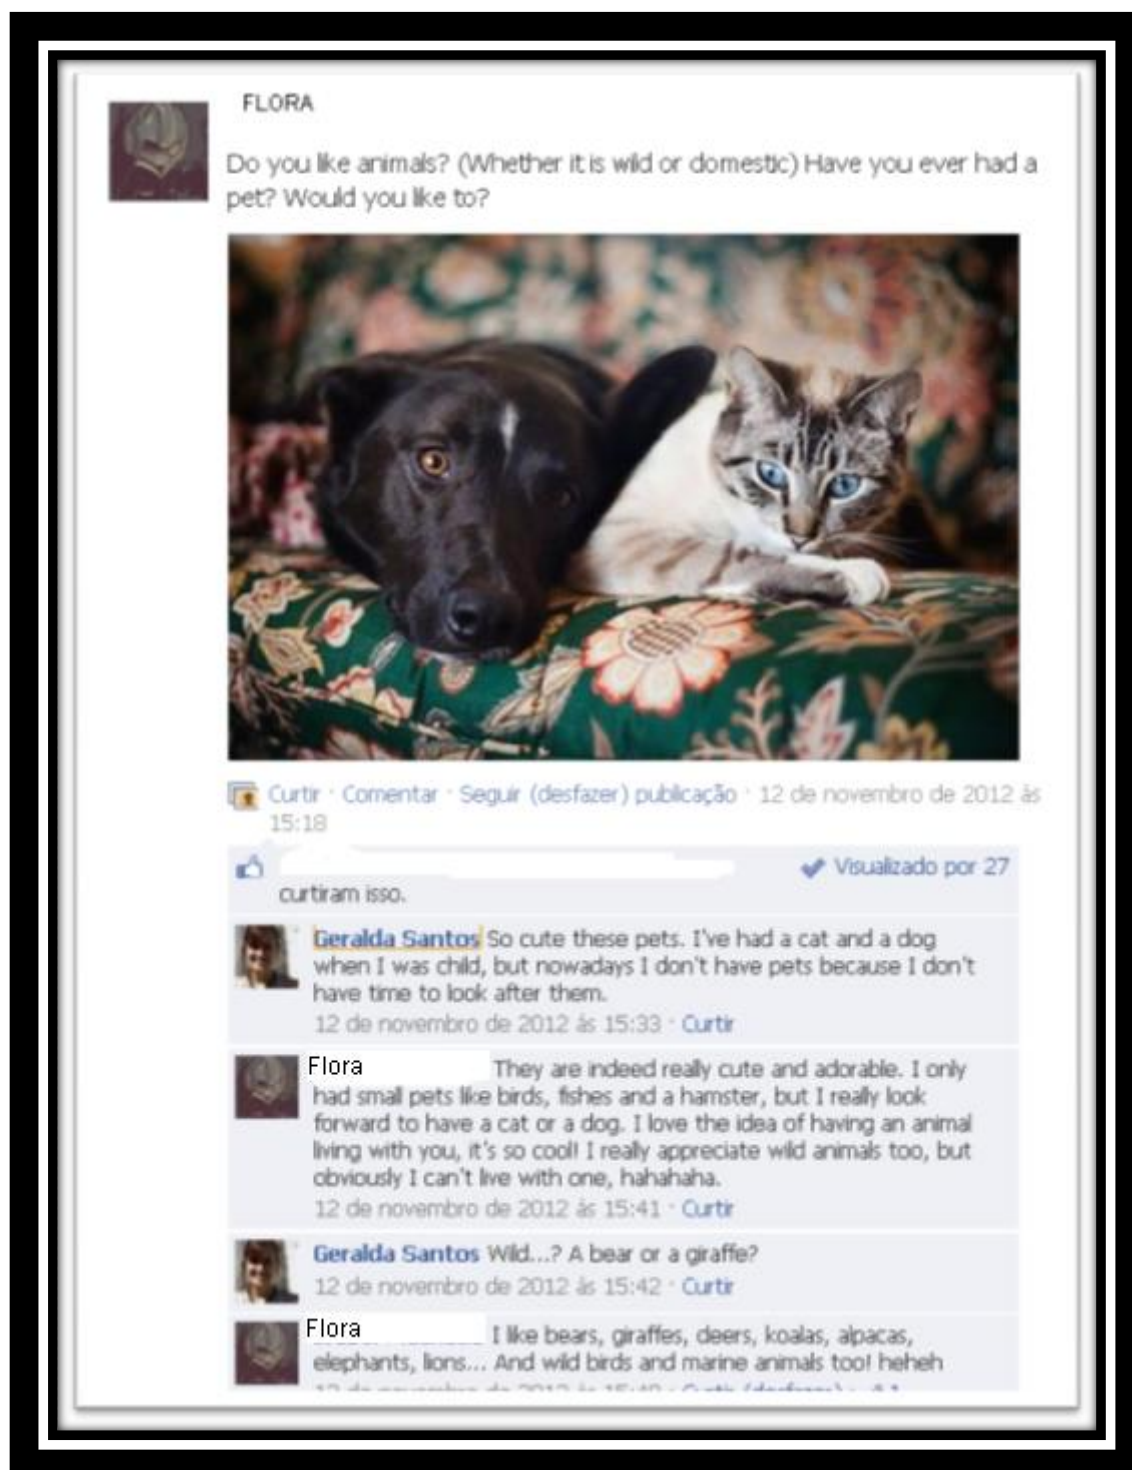 FLORA
Do you like animals? (Whether it is wild or domestic) Have you ever had a
pet? Would you like to?
Curtir · Comentar · Seguir (desfazer) publicação · 12 de novembro de 2012 às
15:18
Visualizado por 27
curtiram isso.
Geralda Santos So cute these pets. I've had a cat and a dog
when I was child, but nowadays I don't have pets because I don't
have time to look after them.
12 de novembro de 2012 às 15:33 · Curtir
Flora They are indeed really cute and adorable. I only
had small pets like birds, fishes and a hamster, but I really look
forward to have a cat or a dog. I love the idea of having an animal
living with you, it's so cool! I really appreciate wild animals too, but
obviously I can't live with one, hahahaha.
12 de novembro de 2012 às 15:41 · Curtir
Geralda Santos Wild...? A bear or a giraffe?
12 de novembro de 2012 às 15:42 · Curtir
Flora I like bears, giraffes, deers, koalas, alpacas,
elephants, lions... And wild birds and marine animals too! heheh
12 de novembro de 2012 às · Curtir (desfazer) ·